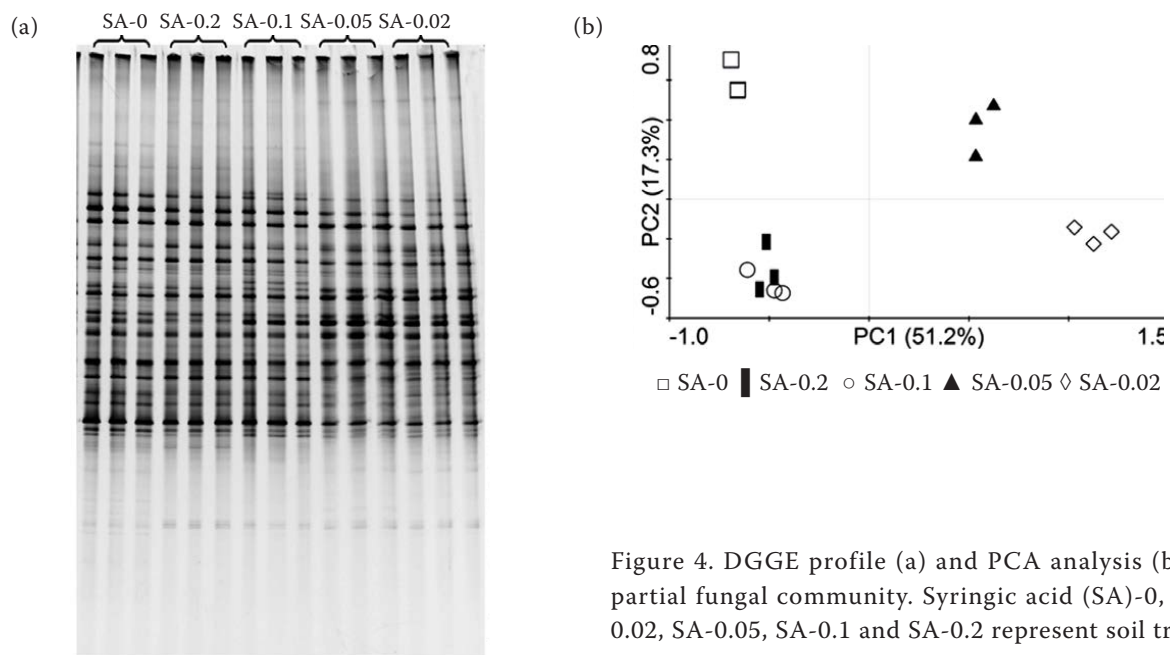 (a)
SA-0 SA-0.2 SA-0.1 SA-0.05 SA-0.02
(b)
0.8
PC2 (17.3%)
-0.6
-1.0 PC1 (51.2%) 1.5
□ SA-0 ▮ SA-0.2 ○ SA-0.1 ▲ SA-0.05 ◊ SA-0.02
Figure 4. DGGE profile (a) and PCA analysis (b
partial fungal community. Syringic acid (SA)-0,
0.02, SA-0.05, SA-0.1 and SA-0.2 represent soil tr